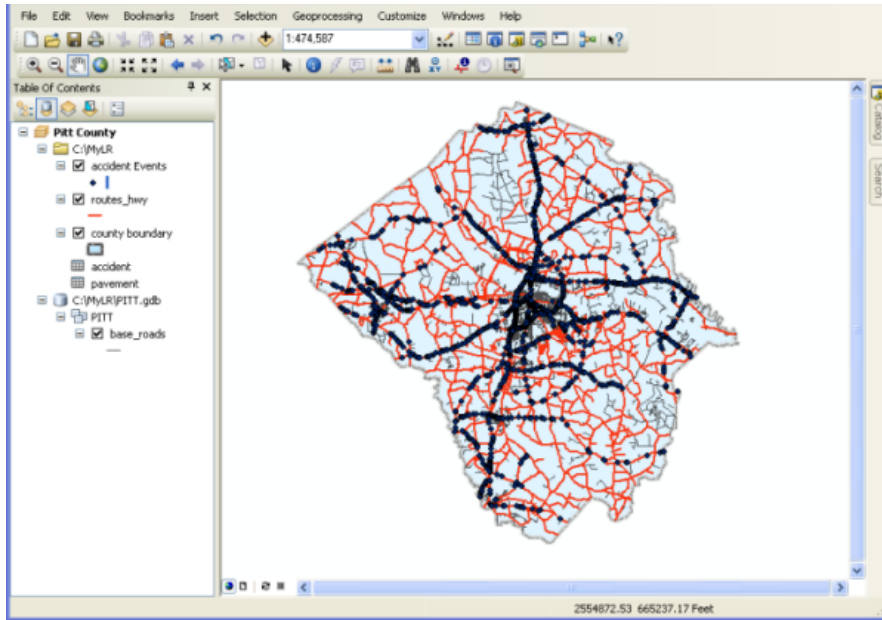 File Edit View Bookmarks Insert Selection Geoprocessing Customize Windows Help
1:474,587
Table Of Contents
Catalog
Search
Pitt County
C:\MyLR
accident Events
routes_hwy
county boundary
accident
pavement
C:\MyLR\PITT.gdb
PITT
base_roads
2554872.53 665237.17 Feet